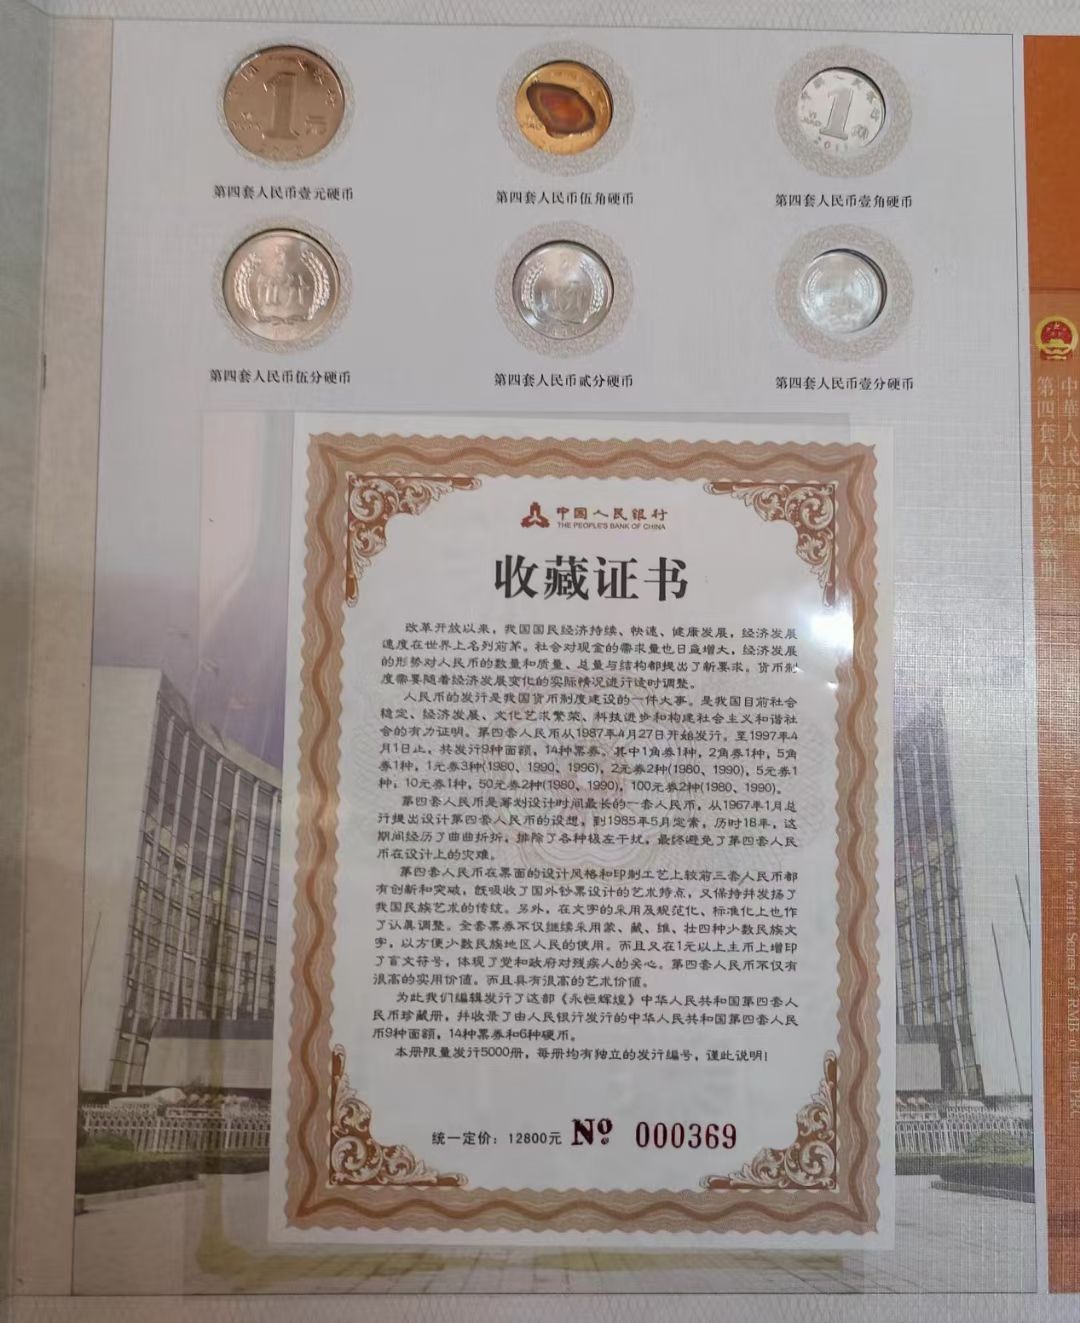 第四套人民币壹元硬币
第四套人民币伍角硬币
第四套人民币壹角硬币
第四套人民币伍分硬币
第四套人民币贰分硬币
第四套人民币壹分硬币
中国人民银行
THE PEOPLE'S BANK OF CHINA
收藏证书
改革开放以来，我国国民经济持续、快速、健康发展，经济发展
速度在世界上名列前茅。社会对现金的需求量也日益增大，经济发展
的形势对人民币的数量和质量、总量与结构都提出了新要求。货币制
度需要随着经济发展变化的实际情况进行适时调整。
人民币的发行是我国货币制度建设的一件大事。是我国目前社会
稳定、经济发展、文化艺术繁荣、科技进步和构建社会主义和谐社
会的有力证明。第四套人民币从1987年4月27日开始发行，至1997年4
月1日止，共发行9种面额，14种票券。其中1角券1种，2角券1种，5角
券1种，1元券3种(1980、1990、1996)，2元券2种(1980、1990)，5元券1
种，10元券1种，50元券2种(1980、1990)，100元券2种(1980、1990)。
第四套人民币是筹划设计时间最长的一套人民币，从1967年1月总
行提出设计第四套人民币的设想，到1985年5月定案，历时18年，这
期间经历了曲曲折折，排除了各种极左干扰，最终避免了第四套人民
币在设计上的灾难。
第四套人民币在票面的设计风格和印制工艺上较前三套人民币都
有创新和突破，既吸收了国外钞票设计的艺术特点，又保持并发扬了
我国民族艺术的传统。另外，在文字的采用及规范化、标准化上也作
了认真调整。全套票券不仅继续采用蒙、藏、维、壮四种少数民族文
字，以方便少数民族地区人民的使用。而且又在1元以上主币上增印
了盲文符号，体现了党和政府对残疾人的关心。第四套人民币不仅有
很高的实用价值。而且具有很高的艺术价值。
为此我们编辑发行了这部《永恒辉煌》中华人民共和国第四套人
民币珍藏册，并收录了由人民银行发行的中华人民共和国第四套人民
币9种面额，14种票券和6种硬币。
本册限量发行5000册，每册均有独立的发行编号，谨此说明!
统一定价：12800元 Nº 000369
中華人民共和國
第四套人民幣珍藏册
of the Fourth Series of RMB of the PRC